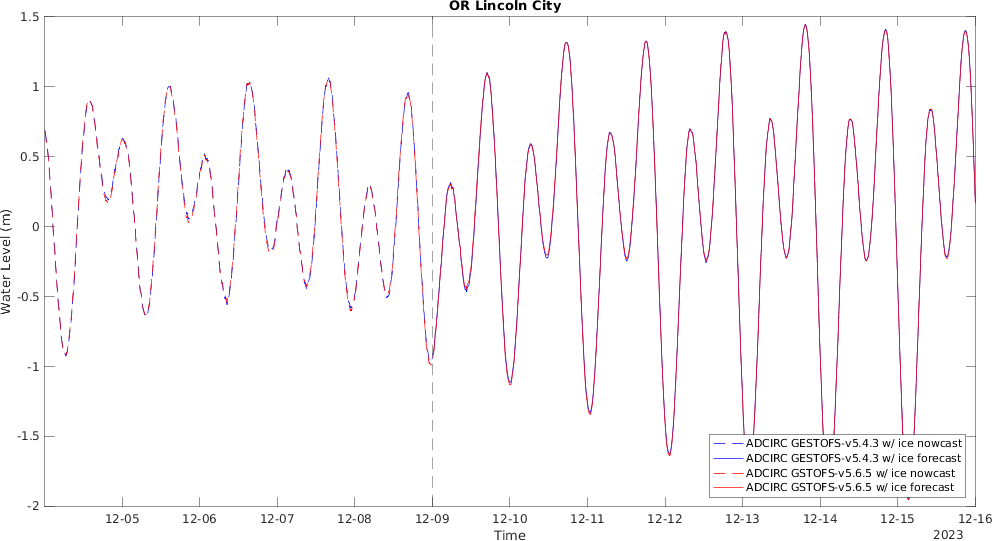 OR Lincoln City
1.5
1
0.5
0
-0.5
-1
-1.5
-2
Water Level (m)
ADCIRC GESTOFS-v5.4.3 w/ ice nowcast
ADCIRC GESTOFS-v5.4.3 w/ ice forecast
ADCIRC GSTOFS-v5.6.5 w/ ice nowcast
ADCIRC GSTOFS-v5.6.5 w/ ice forecast
12-05 12-06 12-07 12-08 12-09 12-10 12-11 12-12 12-13 12-14 12-15 12-16
Time
2023